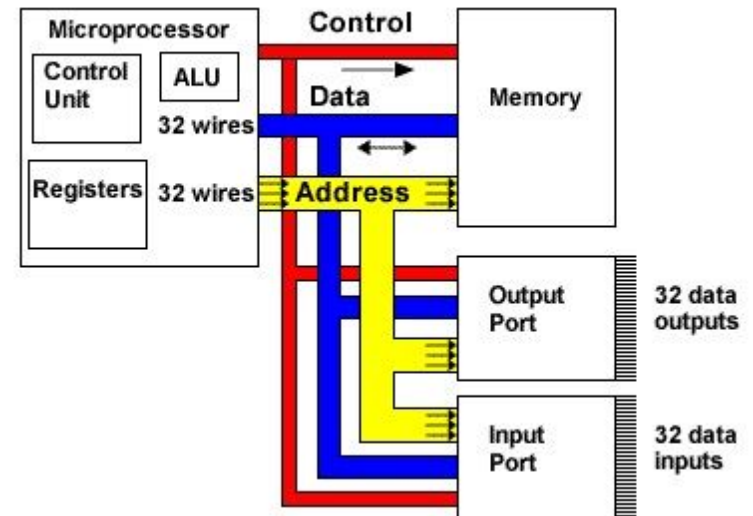 Microprocessor
Control
Unit
ALU
32 wires
Registers
32 wires
Control
Data
Address
Memory
Output
Port
32 data
outputs
Input
Port
32 data
inputs